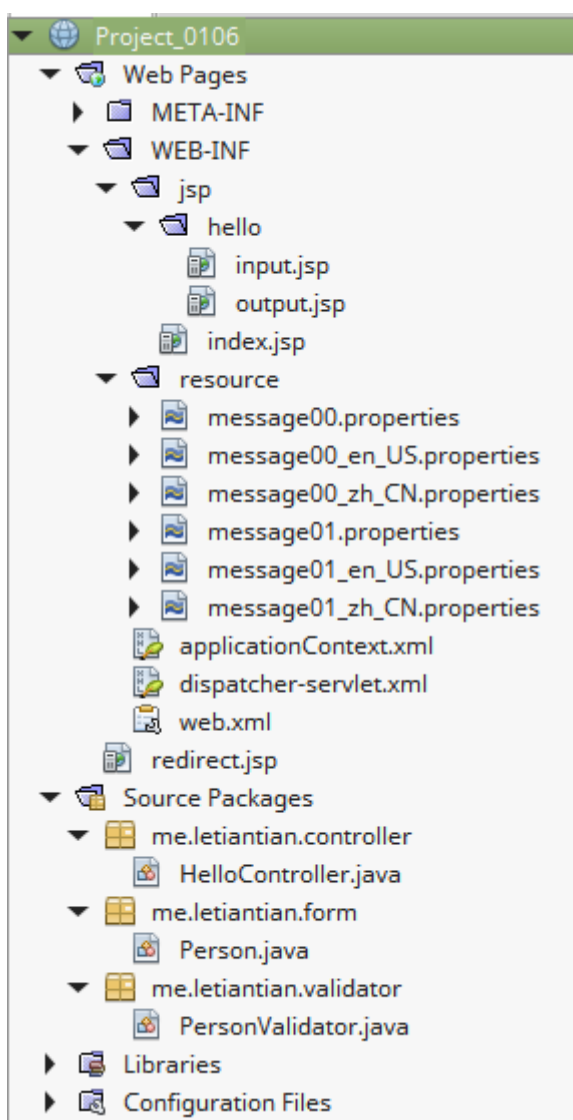 Project_0106
Web Pages
META-INF
WEB-INF
jsp
hello
input.jsp
output.jsp
index.jsp
resource
message00.properties
message00_en_US.properties
message00_zh_CN.properties
message01.properties
message01_en_US.properties
message01_zh_CN.properties
applicationContext.xml
dispatcher-servlet.xml
web.xml
redirect.jsp
Source Packages
me.letiantian.controller
HelloController.java
me.letiantian.form
Person.java
me.letiantian.validator
PersonValidator.java
Libraries
Configuration Files